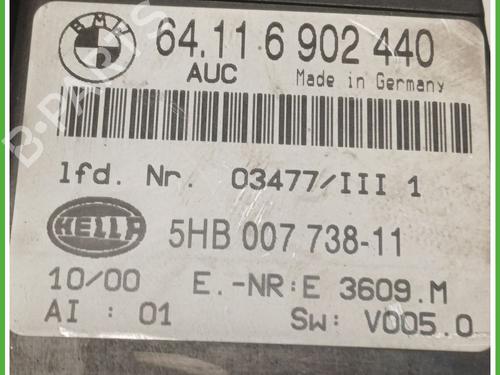 BMW 64.11 6 902 440
AUC Made in Germany
lfd. Nr. 03477/III 1
HELLA 5HB 007 738-11
10/00 E.-NR:E 3609.M
AI : 01 Sw: V005.0
B-PARTS